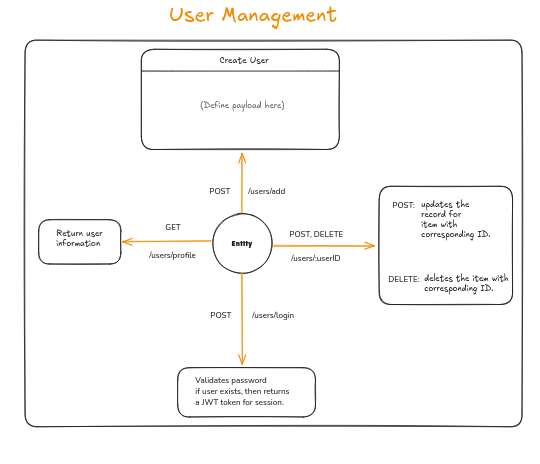 User Management
Create User
(Define payload here)
POST
/users/add
POST: updates the
record for
item with
corresponding ID.
Return user
information
GET
/users/profile
Entity
POST, DELETE
/users/:userID
DELETE: deletes the item with
corresponding ID.
POST
/users/login
Validates password
if user exists, then returns
a JWT token for session.